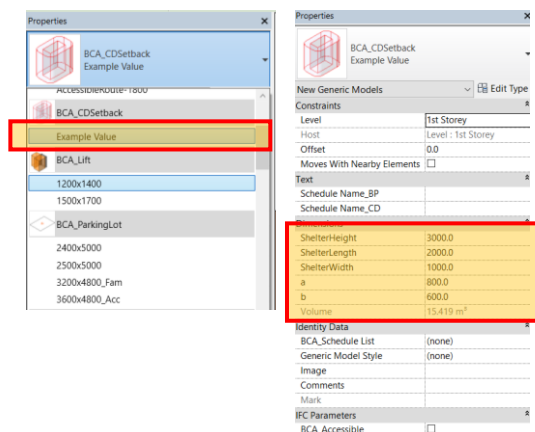 Properties
BCA_CDSetback
Example Value
AccessibleRoute-1800
BCA_CDSetback
Example Value
BCA_Lift
1200x1400
1500x1700
BCA_ParkingLot
2400x5000
2500x5000
3200x4800_Fam
3600x4800_Acc
Properties
BCA_CDSetback
Example Value
New Generic Models Edit Type
Constraints
Level 1st Storey
Host Level : 1st Storey
Offset 0.0
Moves With Nearby Elements
Text
Schedule Name_BP
Schedule Name_CD
Dimensions
ShelterHeight 3000.0
ShelterLength 2000.0
ShelterWidth 1000.0
a 800.0
b 600.0
Volume 15.419 m³
Identity Data
BCA_Schedule List (none)
Generic Model Style (none)
Image
Comments
Mark
IFC Parameters
BCA_Accessible